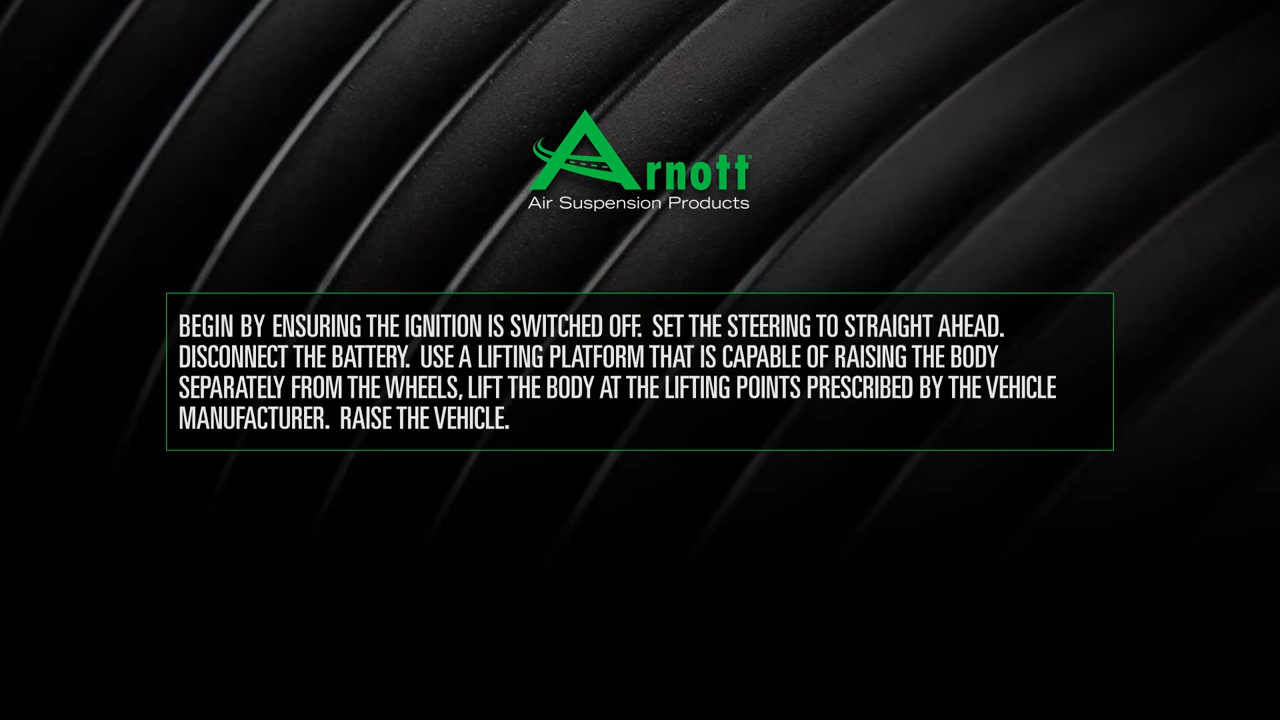 Arnott®
Air Suspension Products
BEGIN BY ENSURING THE IGNITION IS SWITCHED OFF.  SET THE STEERING TO STRAIGHT AHEAD.
DISCONNECT THE BATTERY.  USE A LIFTING PLATFORM THAT IS CAPABLE OF RAISING THE BODY
SEPARATELY FROM THE WHEELS, LIFT THE BODY AT THE LIFTING POINTS PRESCRIBED BY THE VEHICLE
MANUFACTURER.  RAISE THE VEHICLE.